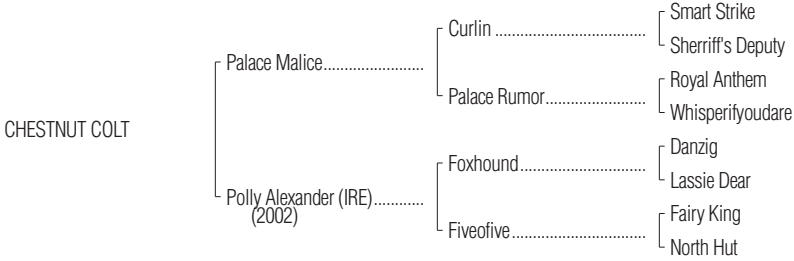 Smart Strike
Curlin ..................................
Sherriff's Deputy
Palace Malice.......................
Royal Anthem
Palace Rumor.......................
Whisperifyoudare
CHESTNUT COLT
Danzig
Foxhound.............................
Lassie Dear
Polly Alexander (IRE)............
(2002)
Fairy King
Fiveofive..............................
North Hut